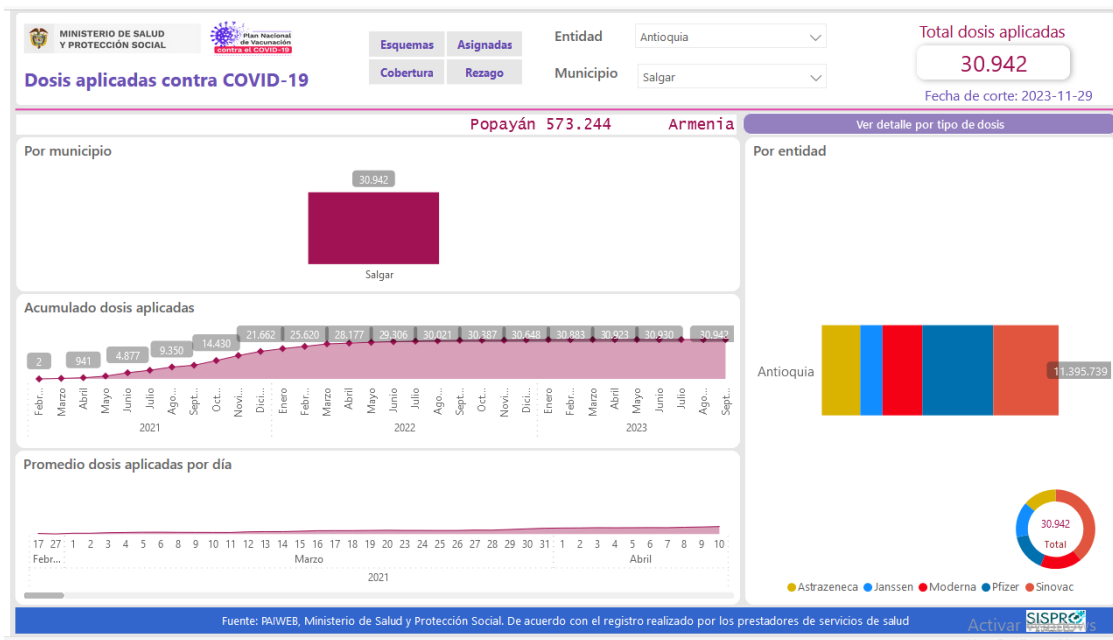 MINISTERIO DE SALUD
Y PROTECCIÓN SOCIAL
Plan Nacional
de Vacunación
contra el COVID-19
Dosis aplicadas contra COVID-19
Esquemas
Asignadas
Cobertura
Rezago
Entidad
Antioquia
Municipio
Salgar
Total dosis aplicadas
30.942
Fecha de corte: 2023-11-29
Popayán 573.244 Armenia
Ver detalle por tipo de dosis
Por municipio
30.942
Salgar
Acumulado dosis aplicadas
2 941 4.877 9.350 14.430 21.662 25.620 28.177 29.306 30.021 30.387 30.648 30.883 30.923 30.930 30.942
Febr... Marzo Abril Mayo Junio Julio Ago... Sept... Oct... Novi... Dici... Enero Febr... Marzo Abril Mayo Junio Julio Ago... Sept... Oct... Novi... Dici... Enero Febr... Marzo Abril Mayo Junio Julio Ago... Sept...
2021 2022 2023
Promedio dosis aplicadas por día
17 27 1 2 3 4 5 6 8 9 10 11 12 13 14 15 16 17 18 19 20 23 24 25 26 27 28 29 30 31 1 2 3 4 5 6 7 8 9 10
Febr... Marzo Abril
2021
Por entidad
Antioquia
11.395.739
30.942
Total
Astrazeneca Janssen Moderna Pfizer Sinovac
Fuente: PAIWEB, Ministerio de Salud y Protección Social. De acuerdo con el registro realizado por los prestadores de servicios de salud
SISPRO
Activar